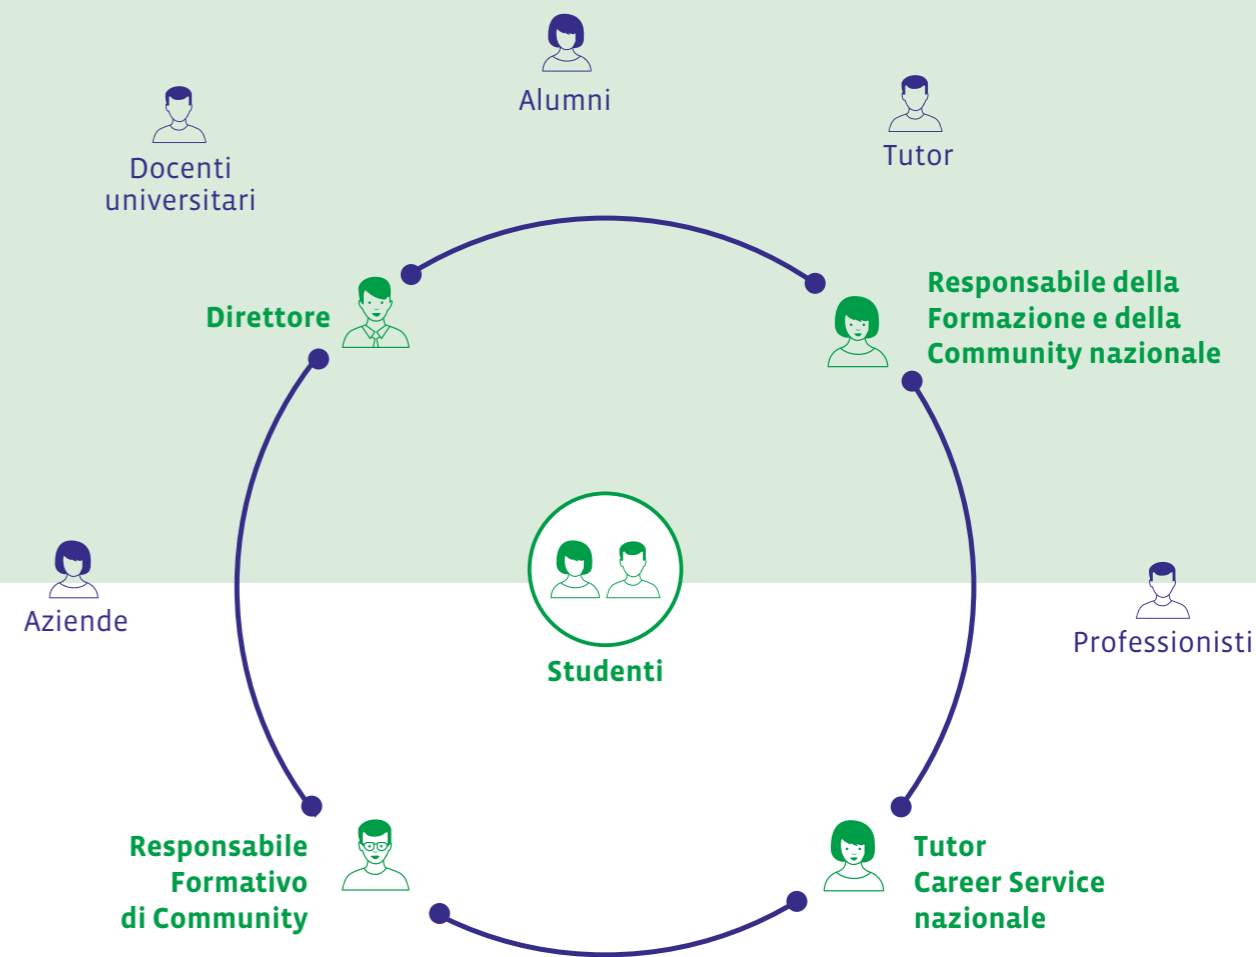 Alumni
Tutor
Docenti
universitari
Direttore
Responsabile della
Formazione e della
Community nazionale
Aziende
Studenti
Professionisti
Responsabile
Formativo
di Community
Tutor
Career Service
nazionale